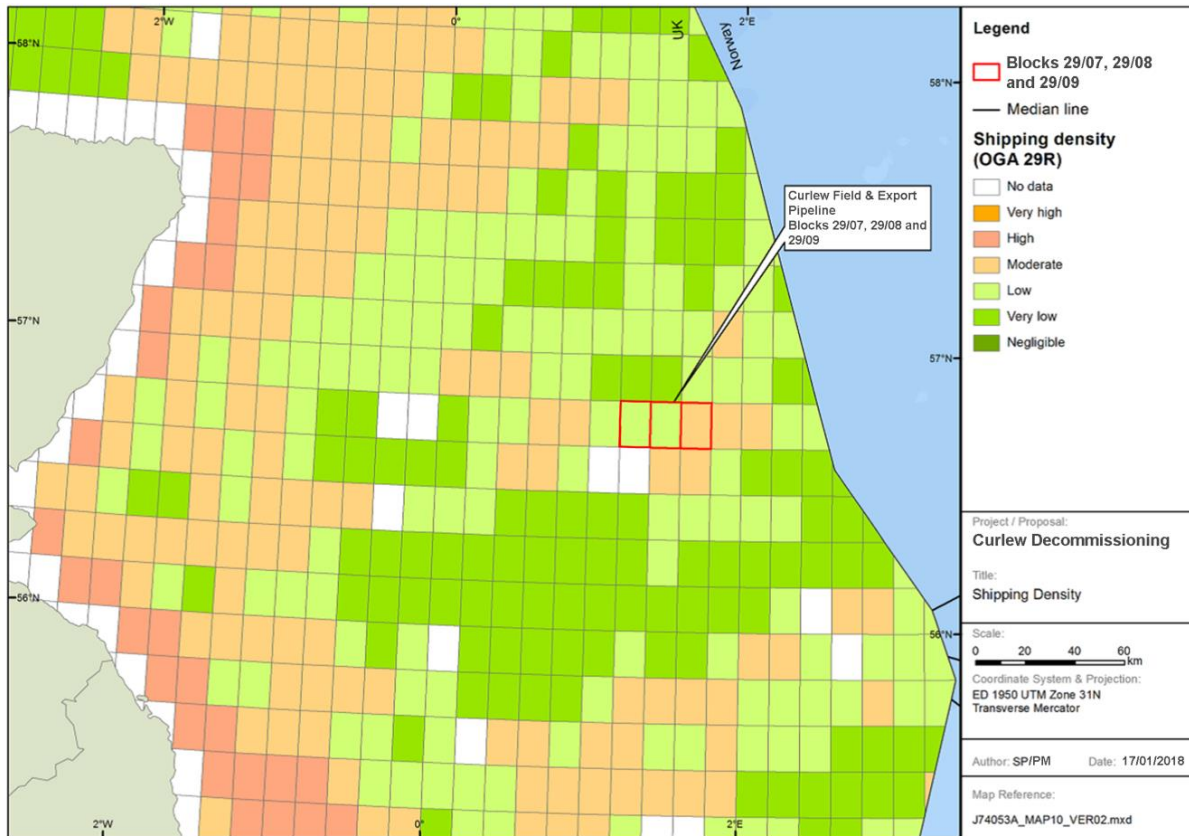 2°W
0°
2°E
58°N
UK
Norway
58°N
Curlew Field & Export
Pipeline
Blocks 29/07, 29/08 and
29/09
57°N
57°N
56°N
56°N
2°W
0°
2°E
Legend
Blocks 29/07, 29/08
and 29/09
Median line
Shipping density
(OGA 29R)
No data
Very high
High
Moderate
Low
Very low
Negligible
Project / Proposal:
Curlew Decommissioning
Title:
Shipping Density
Scale:
0 20 40 60
km
Coordinate System & Projection:
ED 1950 UTM Zone 31N
Transverse Mercator
Author: SP/PM Date: 17/01/2018
Map Reference:
J74053A_MAP10_VER02.mxd